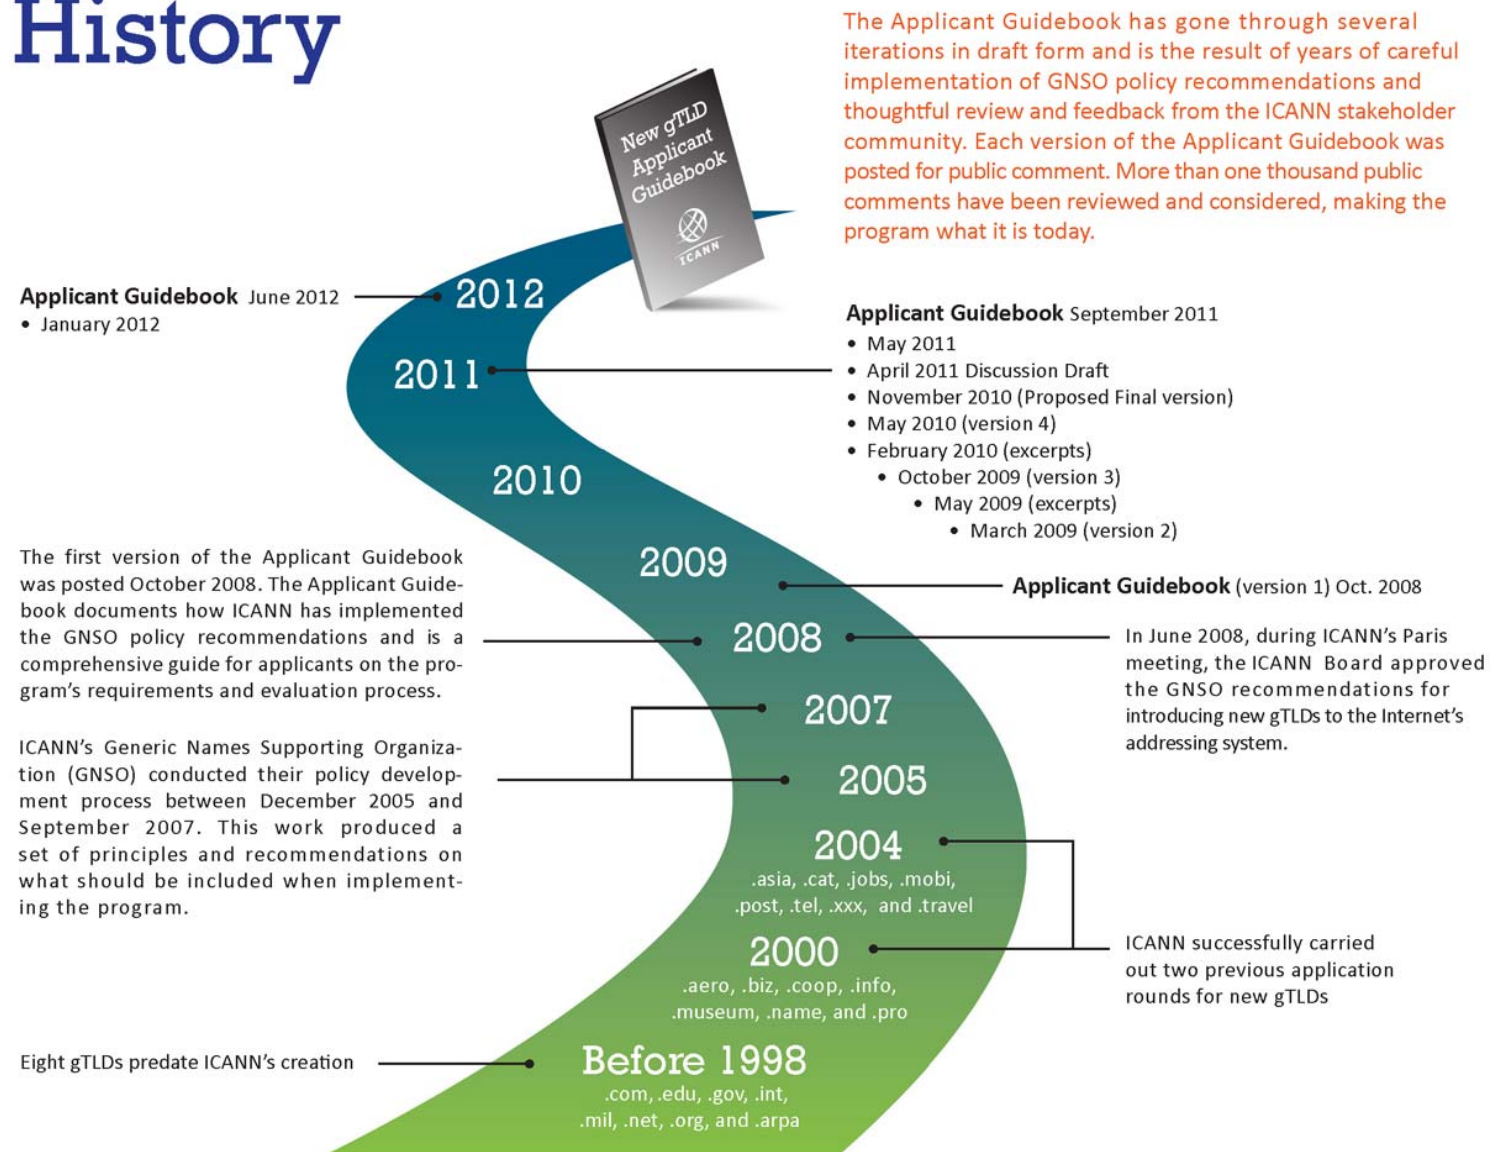 History
The Applicant Guidebook has gone through several
iterations in draft form and is the result of years of careful
implementation of GNSO policy recommendations and
thoughtful review and feedback from the ICANN stakeholder
community. Each version of the Applicant Guidebook was
posted for public comment. More than one thousand public
comments have been reviewed and considered, making the
program what it is today.
New gTLD
Applicant
Guidebook
ICANN
Applicant Guidebook June 2012
• January 2012
2012
Applicant Guidebook September 2011
• May 2011
• April 2011 Discussion Draft
• November 2010 (Proposed Final version)
• May 2010 (version 4)
• February 2010 (excerpts)
• October 2009 (version 3)
• May 2009 (excerpts)
• March 2009 (version 2)
2011
2010
2009
Applicant Guidebook (version 1) Oct. 2008
The first version of the Applicant Guidebook
was posted October 2008. The Applicant Guide-
book documents how ICANN has implemented
the GNSO policy recommendations and is a
comprehensive guide for applicants on the pro-
gram's requirements and evaluation process.
2008
In June 2008, during ICANN's Paris
meeting, the ICANN Board approved
the GNSO recommendations for
introducing new gTLDs to the Internet's
addressing system.
2007
ICANN's Generic Names Supporting Organiza-
tion (GNSO) conducted their policy develop-
ment process between December 2005 and
September 2007. This work produced a
set of principles and recommendations on
what should be included when implement-
ing the program.
2005
2004
.asia, .cat, .jobs, .mobi,
.post, .tel, .xxx, and .travel
2000
.aero, .biz, .coop, .info,
.museum, .name, and .pro
ICANN successfully carried
out two previous application
rounds for new gTLDs
Eight gTLDs predate ICANN's creation
Before 1998
.com, .edu, .gov, .int,
.mil, .net, .org, and .arpa